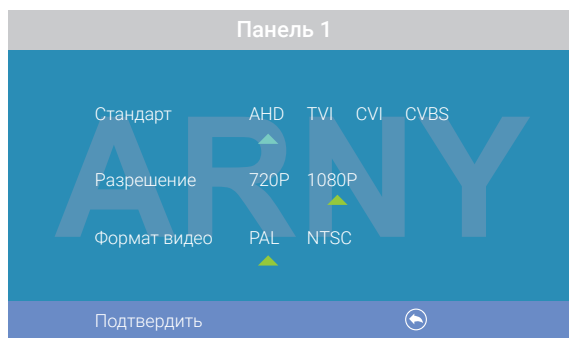 Панель 1
Стандарт AHD TVI CVI CVBS
Разрешение 720P 1080P
Формат видео PAL NTSC
ARNY
Подтвердить